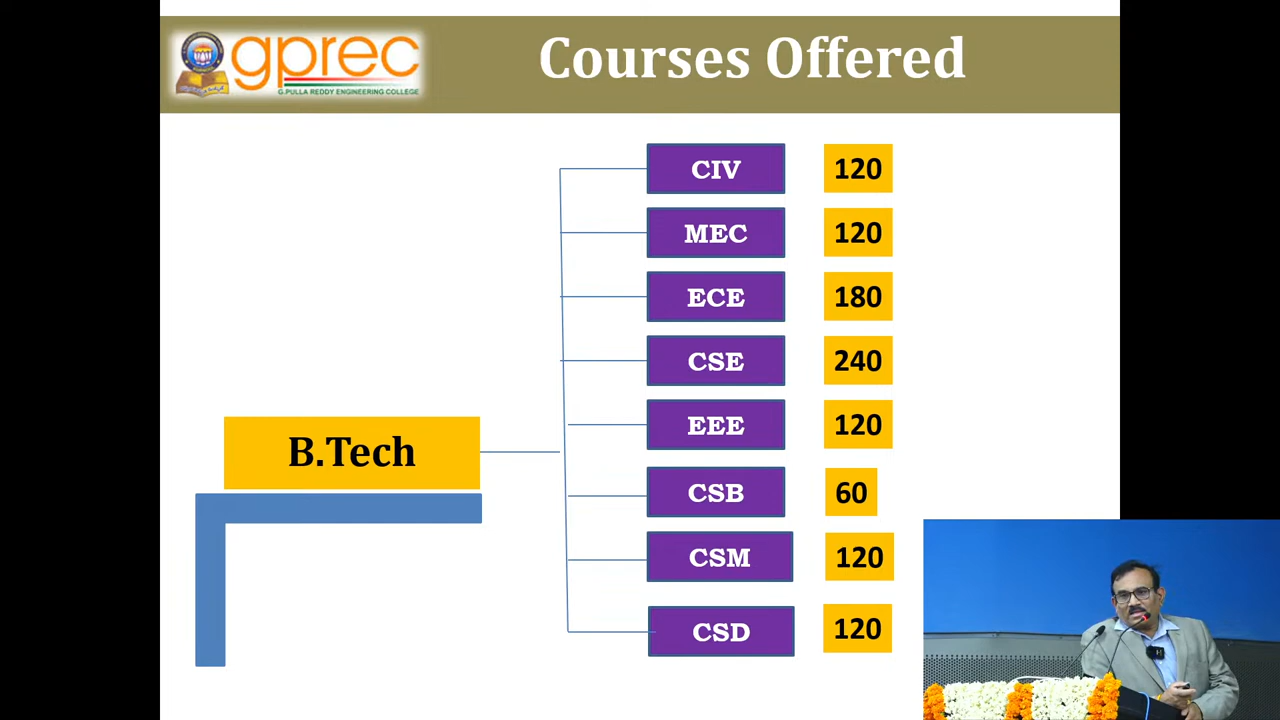 gprec
G.PULLA REDDY ENGINEERING COLLEGE
Courses Offered
B.Tech
CIV 120
MEC 120
ECE 180
CSE 240
EEE 120
CSB 60
CSM 120
CSD 120